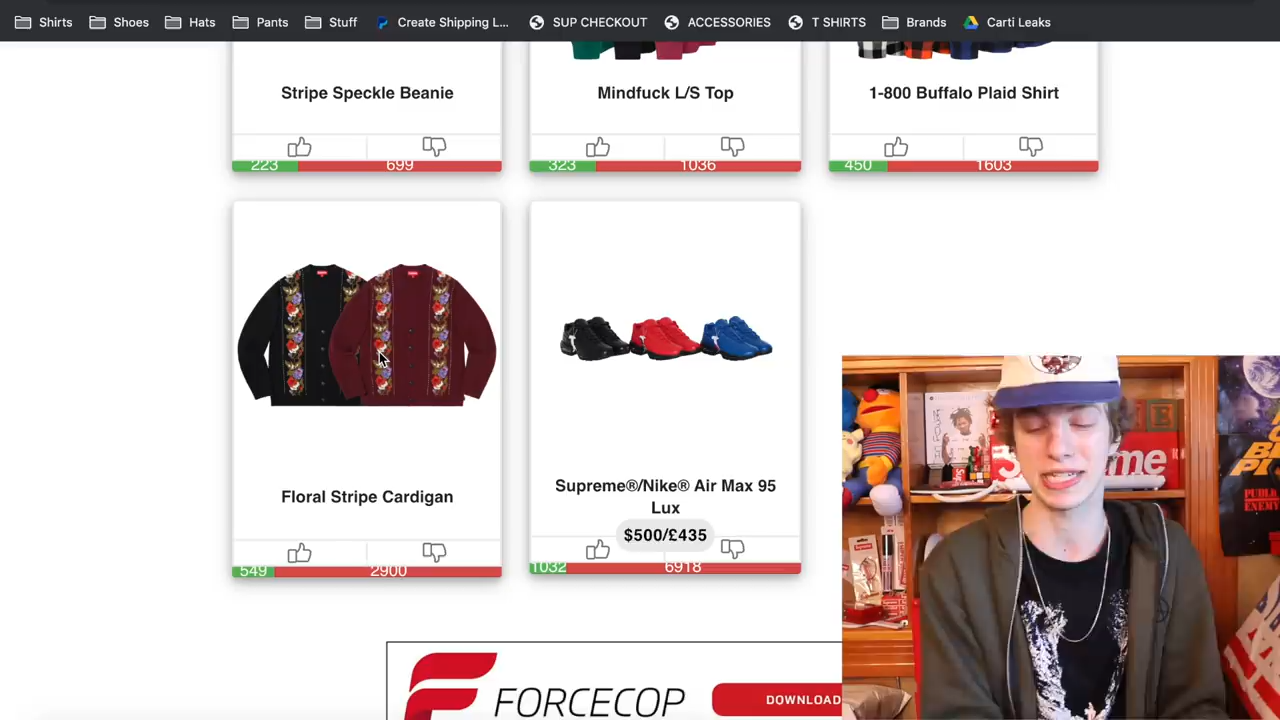 Shirts Shoes Hats Pants Stuff Create Shipping L... SUP CHECKOUT ACCESSORIES T SHIRTS Brands Carti Leaks
Stripe Speckle Beanie
Mindfuck L/S Top
1-800 Buffalo Plaid Shirt
223 699
323 1036
450 1603
Floral Stripe Cardigan
549 2900
Supreme®/Nike® Air Max 95
Lux
$500/£435
1032 6918
FORCECOP
DOWNLOAD